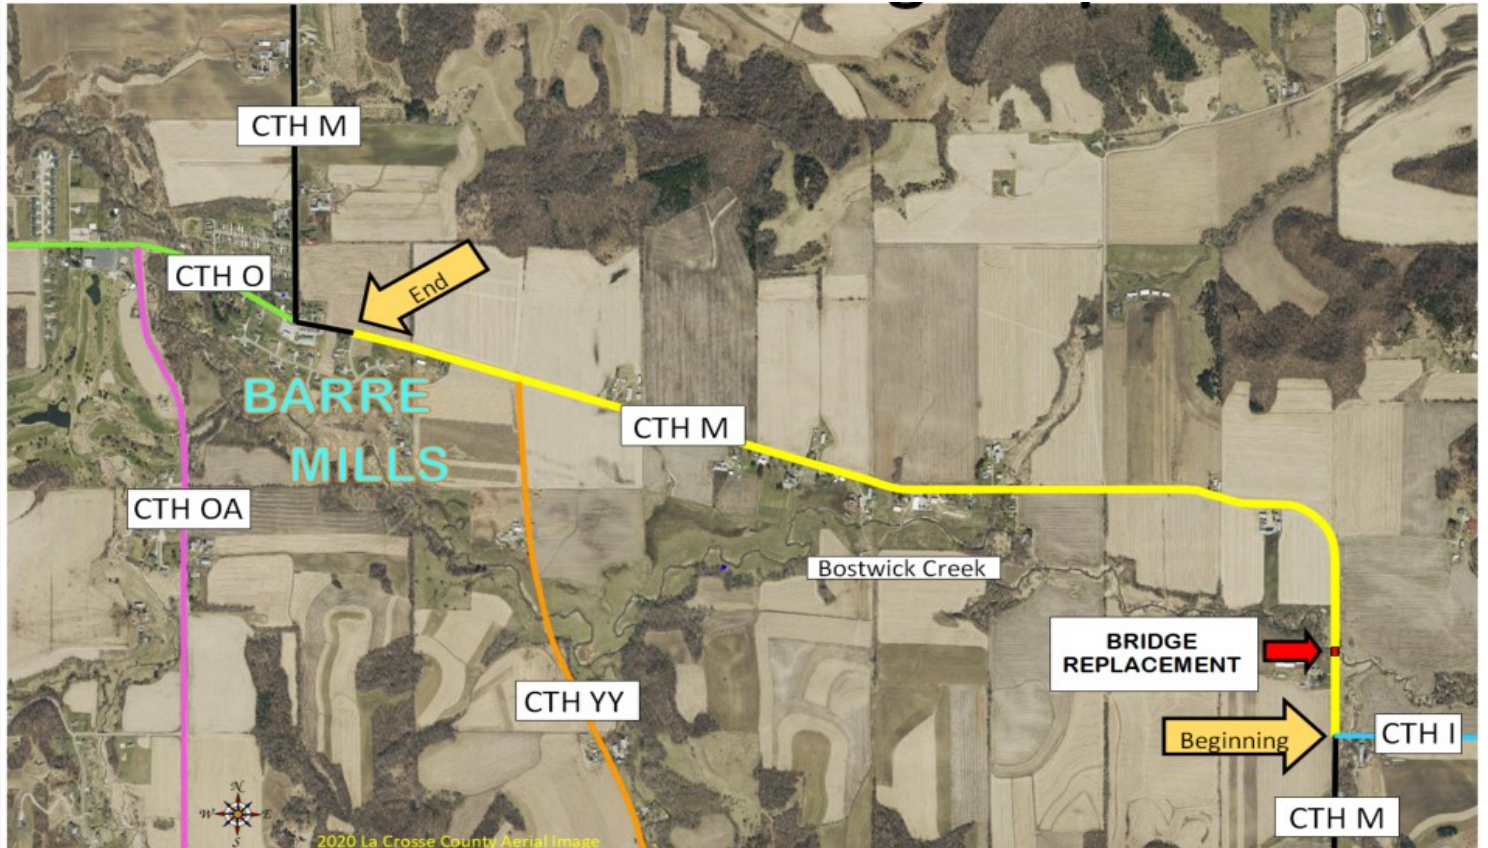 CTH M
CTH O
End
BARRE
MILLS
CTH M
CTH OA
Bostwick Creek
BRIDGE
REPLACEMENT
CTH YY
Beginning
CTH I
CTH M
N
W E
S
2020 La Crosse County Aerial Image